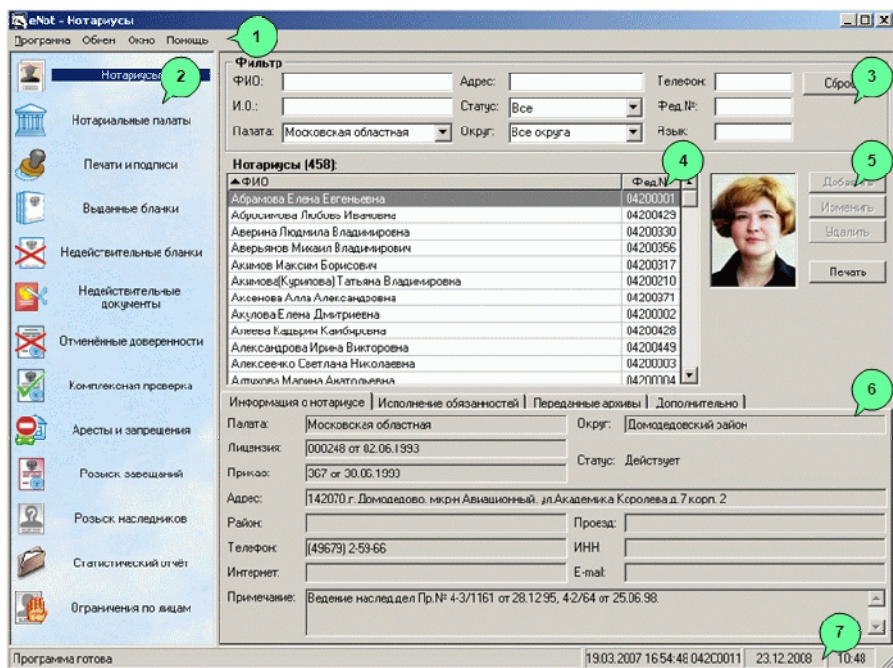 eNot - Нотариусы
Программа Обмен Окно Помощь
1
Нотариусы
2
Нотариальные палаты
Печати и подписи
Выданные бланки
Недействительные бланки
Недействительные
документы
Отменённые доверенности
Комплексная проверка
Аресты и запрещения
Розыск завещаний
Розыск наследников
Статистический отчёт
Ограничения по лицам
Фильтр
ФИО: Адрес: Телефон: 3
И.О.: Статус: Все Фед.№:
Палата: Московская областная Округ: Все округа Язык:
Нотариусы (458): 4
ФИО Фед.№
Абрамова Елена Евгеньевна 04200001
Абросимова Любовь Ивановна 04200429
Аверина Людмила Владимировна 04200330
Аверьянов Михаил Владимирович 04200356
Акимов Максим Борисович 04200317
Акимова(Курилова) Татьяна Владимировна 04200210
Аксенова Алла Александровна 04200371
Акулова Елена Дмитриевна 04200002
Алеева Кадырия 04200428
Александрова Ирина Викторовна 04200449
Алексеенко Светлана Николаевна 04200003
Алтухова Марина Анатольевна 04200004
5
Добавить
Изменить
Удалить
Печать
6
Информация о нотариусе Исполнение обязанностей Переданные архивы Дополнительно
Палата: Московская областная Округ: Домодедовский район
Лицензия: 000248 от 02.06.1993
Статус: Действует
Приказ: 367 от 30.06.1993
Адрес: 142070.г.Домодедово. мкр-н Авиационный. ул.Академика Королева д.7 корп. 2
Район: Проезд:
Телефон: (49679) 2-59-66 ИНН
Интернет: E-mail:
Примечание: Ведение наслед.дел Пр.№ 4-3/1161 от 28.12.95, 4-2/64 от 25.06.98.
7
Программа готова 19.03.2007 16:54:46 04200011 23.12.2008 10:48